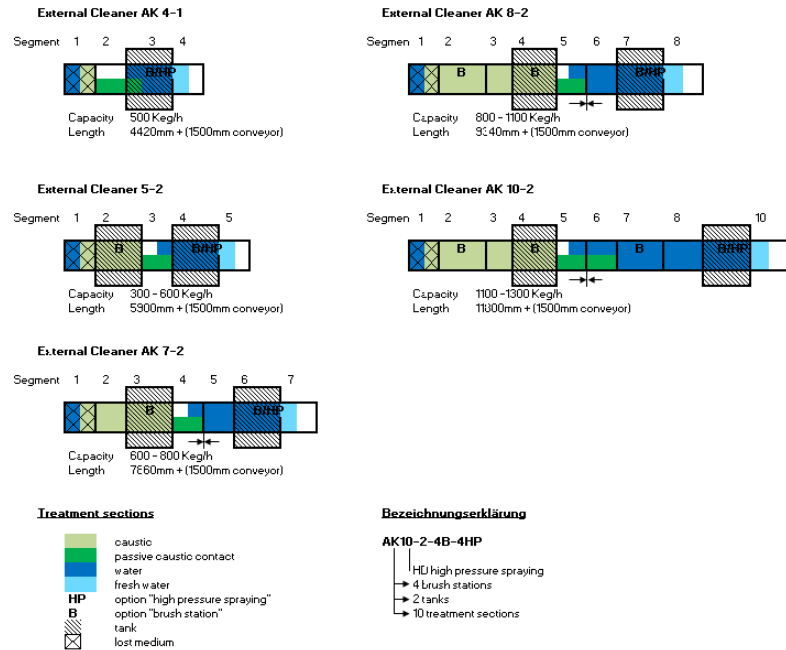 External Cleaner AK 4-1
Segment 1 2 3 4
B/HP
Capacity 500 Keg/h
Length 4420mm + (1500mm conveyor)
External Cleaner 5-2
Segment 1 2 3 4 5
B B/HP
Capacity 300 - 600 Keg/h
Length 5900mm + (1500mm conveyor)
External Cleaner AK 7-2
Segment 1 2 3 4 5 6 7
B B/HP
Capacity 600 - 800 Keg/h
Length 7860mm + (1500mm conveyor)
External Cleaner AK 8-2
Segment 1 2 3 4 5 6 7 8
B B B/HP
Capacity 800 - 1100 Keg/h
Length 9340mm + (1500mm conveyor)
External Cleaner AK 10-2
Segmen 1 2 3 4 5 6 7 8 10
B B B B/HP
Capacity 1100 -1300 Keg/h
Length 11800mm + (1500mm conveyor)
Treatment sections
caustic
passive caustic contact
water
fresh water
HP option "high pressure spraying"
B option "brush station"
tank
lost medium
Bezeichnungserklärung
AK10-2-4B-4HP
HD high pressure spraying
4 brush stations
2 tanks
10 treatment sections